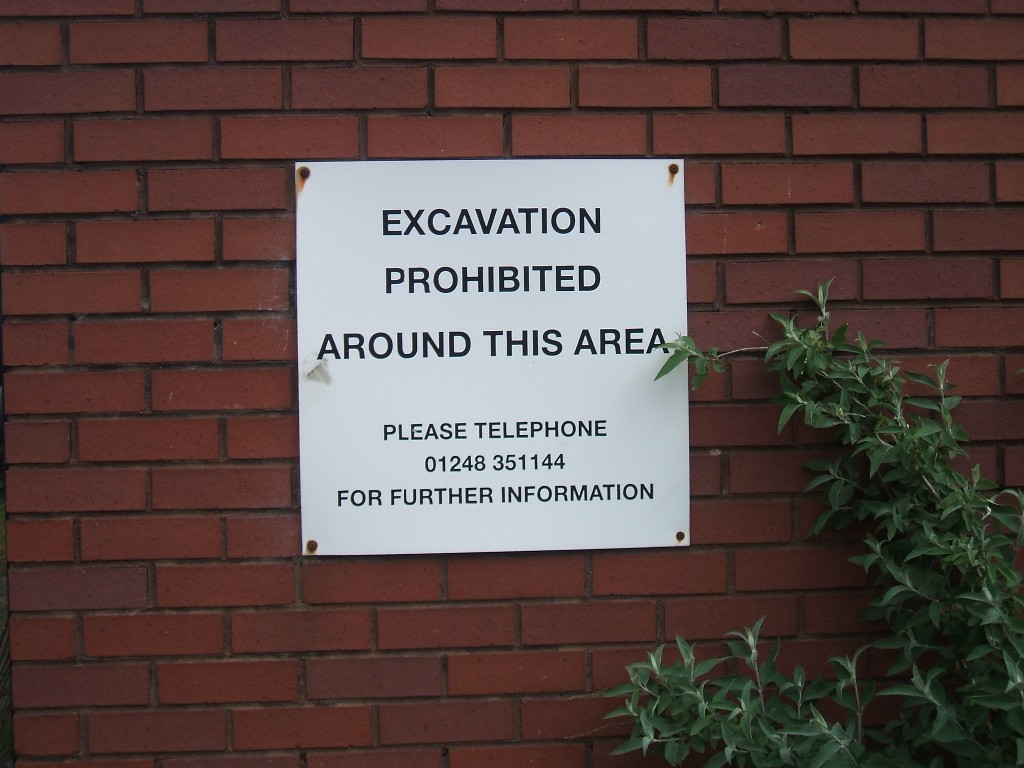 EXCAVATION
PROHIBITED
AROUND THIS AREA
PLEASE TELEPHONE
01248 351144
FOR FURTHER INFORMATION